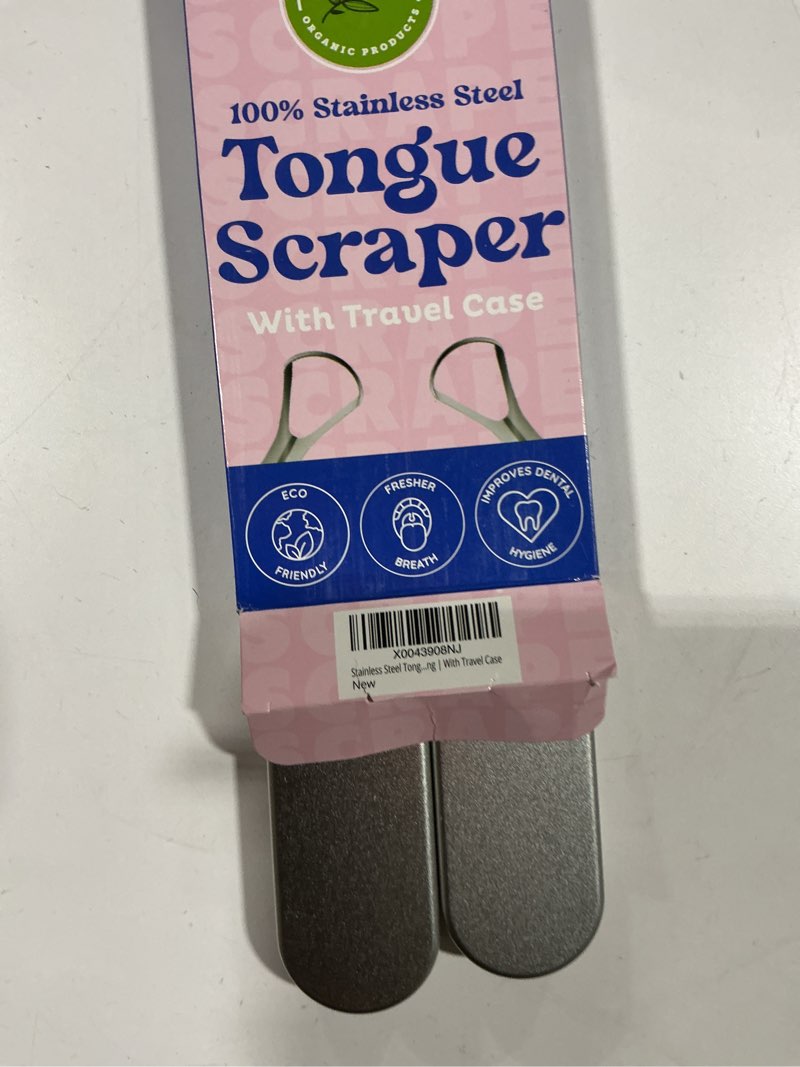 ORGANIC PRODUCTS
100% Stainless Steel
Tongue
Scraper
With Travel Case
ECO
FRIENDLY
FRESHER
BREATH
IMPROVES DENTAL
HYGIENE
X0043908NJ
Stainless Steel Tong...ng | With Travel Case
New